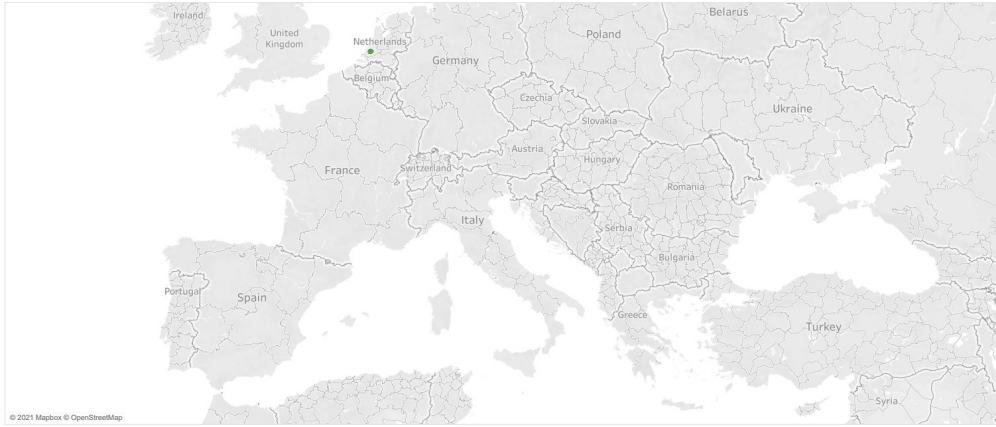 Ireland
Belarus
United
Kingdom
Netherlands
Poland
Germany
Belgium
Czechia
Ukraine
Slovakia
Austria
Hungary
France
Switzerland
Romania
Italy
Serbia
Bulgaria
Portugal
Spain
Greece
Turkey
Syria
© 2021 Mapbox © OpenStreetMap